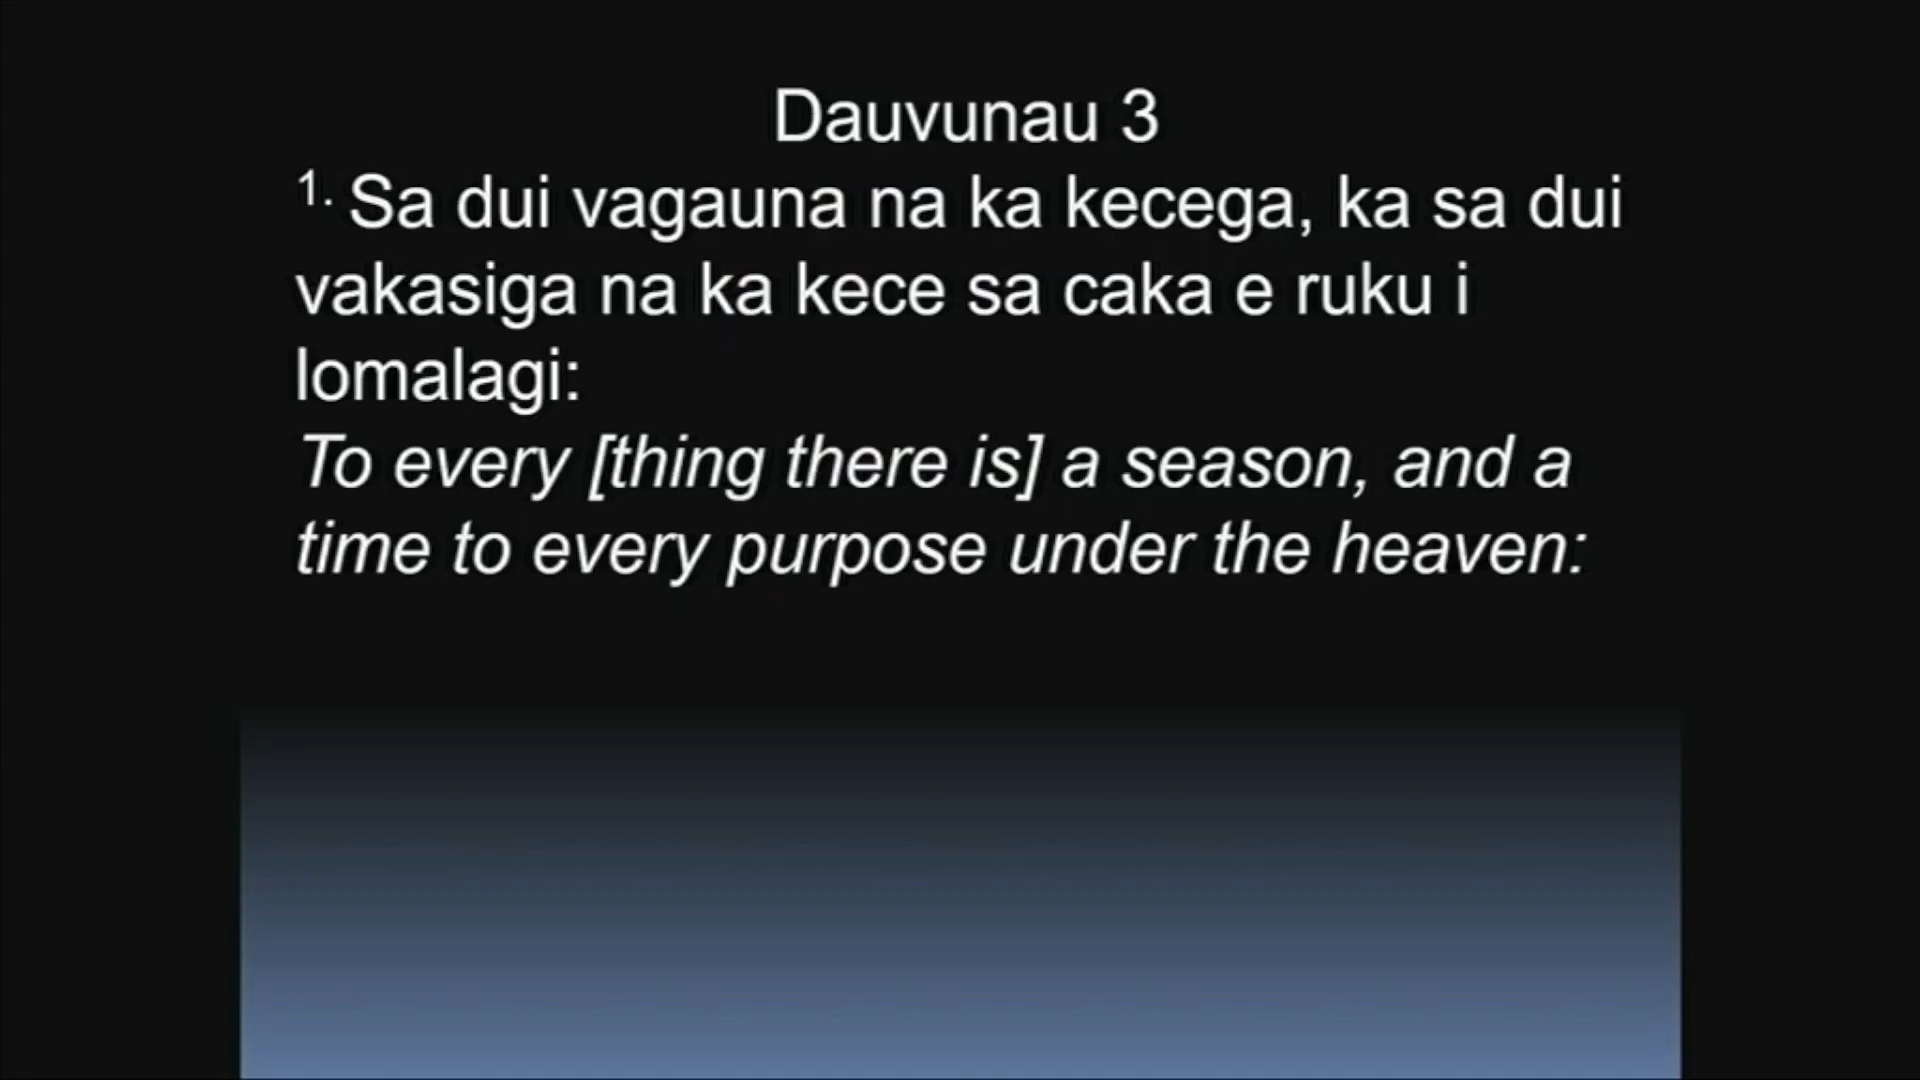 Dauvunau 3
1. Sa dui vagauna na ka kecega, ka sa dui
vakasiga na ka kece sa caka e ruku i
lomalagi:
To every [thing there is] a season, and a
time to every purpose under the heaven: